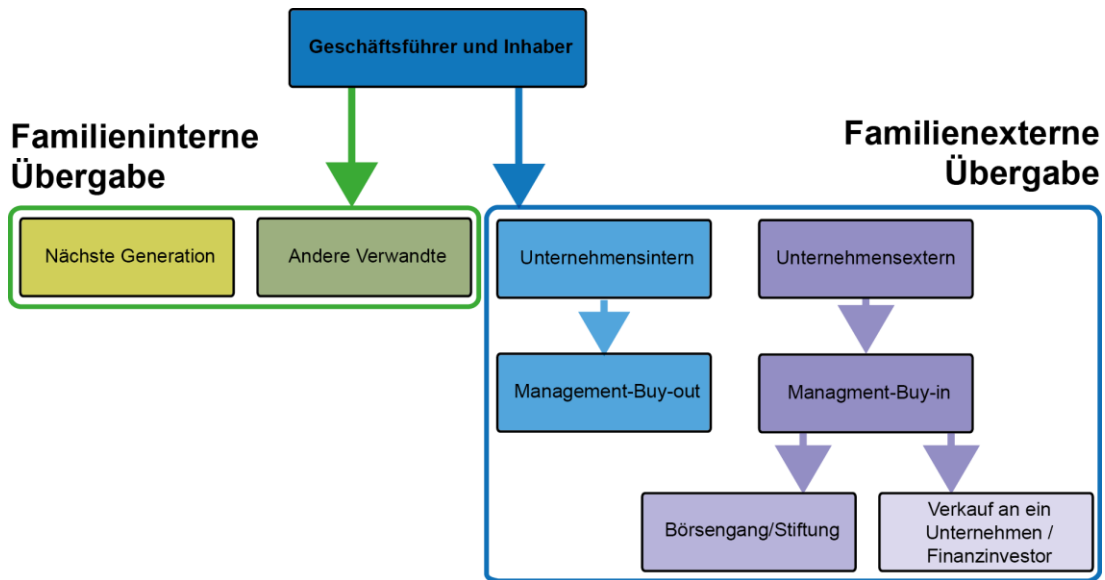 Geschäftsführer und Inhaber
Familieninterne
Übergabe
Familienexterne
Übergabe
Nächste Generation
Andere Verwandte
Unternehmensintern
Unternehmensextern
Management-Buy-out
Managment-Buy-in
Börsengang/Stiftung
Verkauf an ein
Unternehmen /
Finanzinvestor